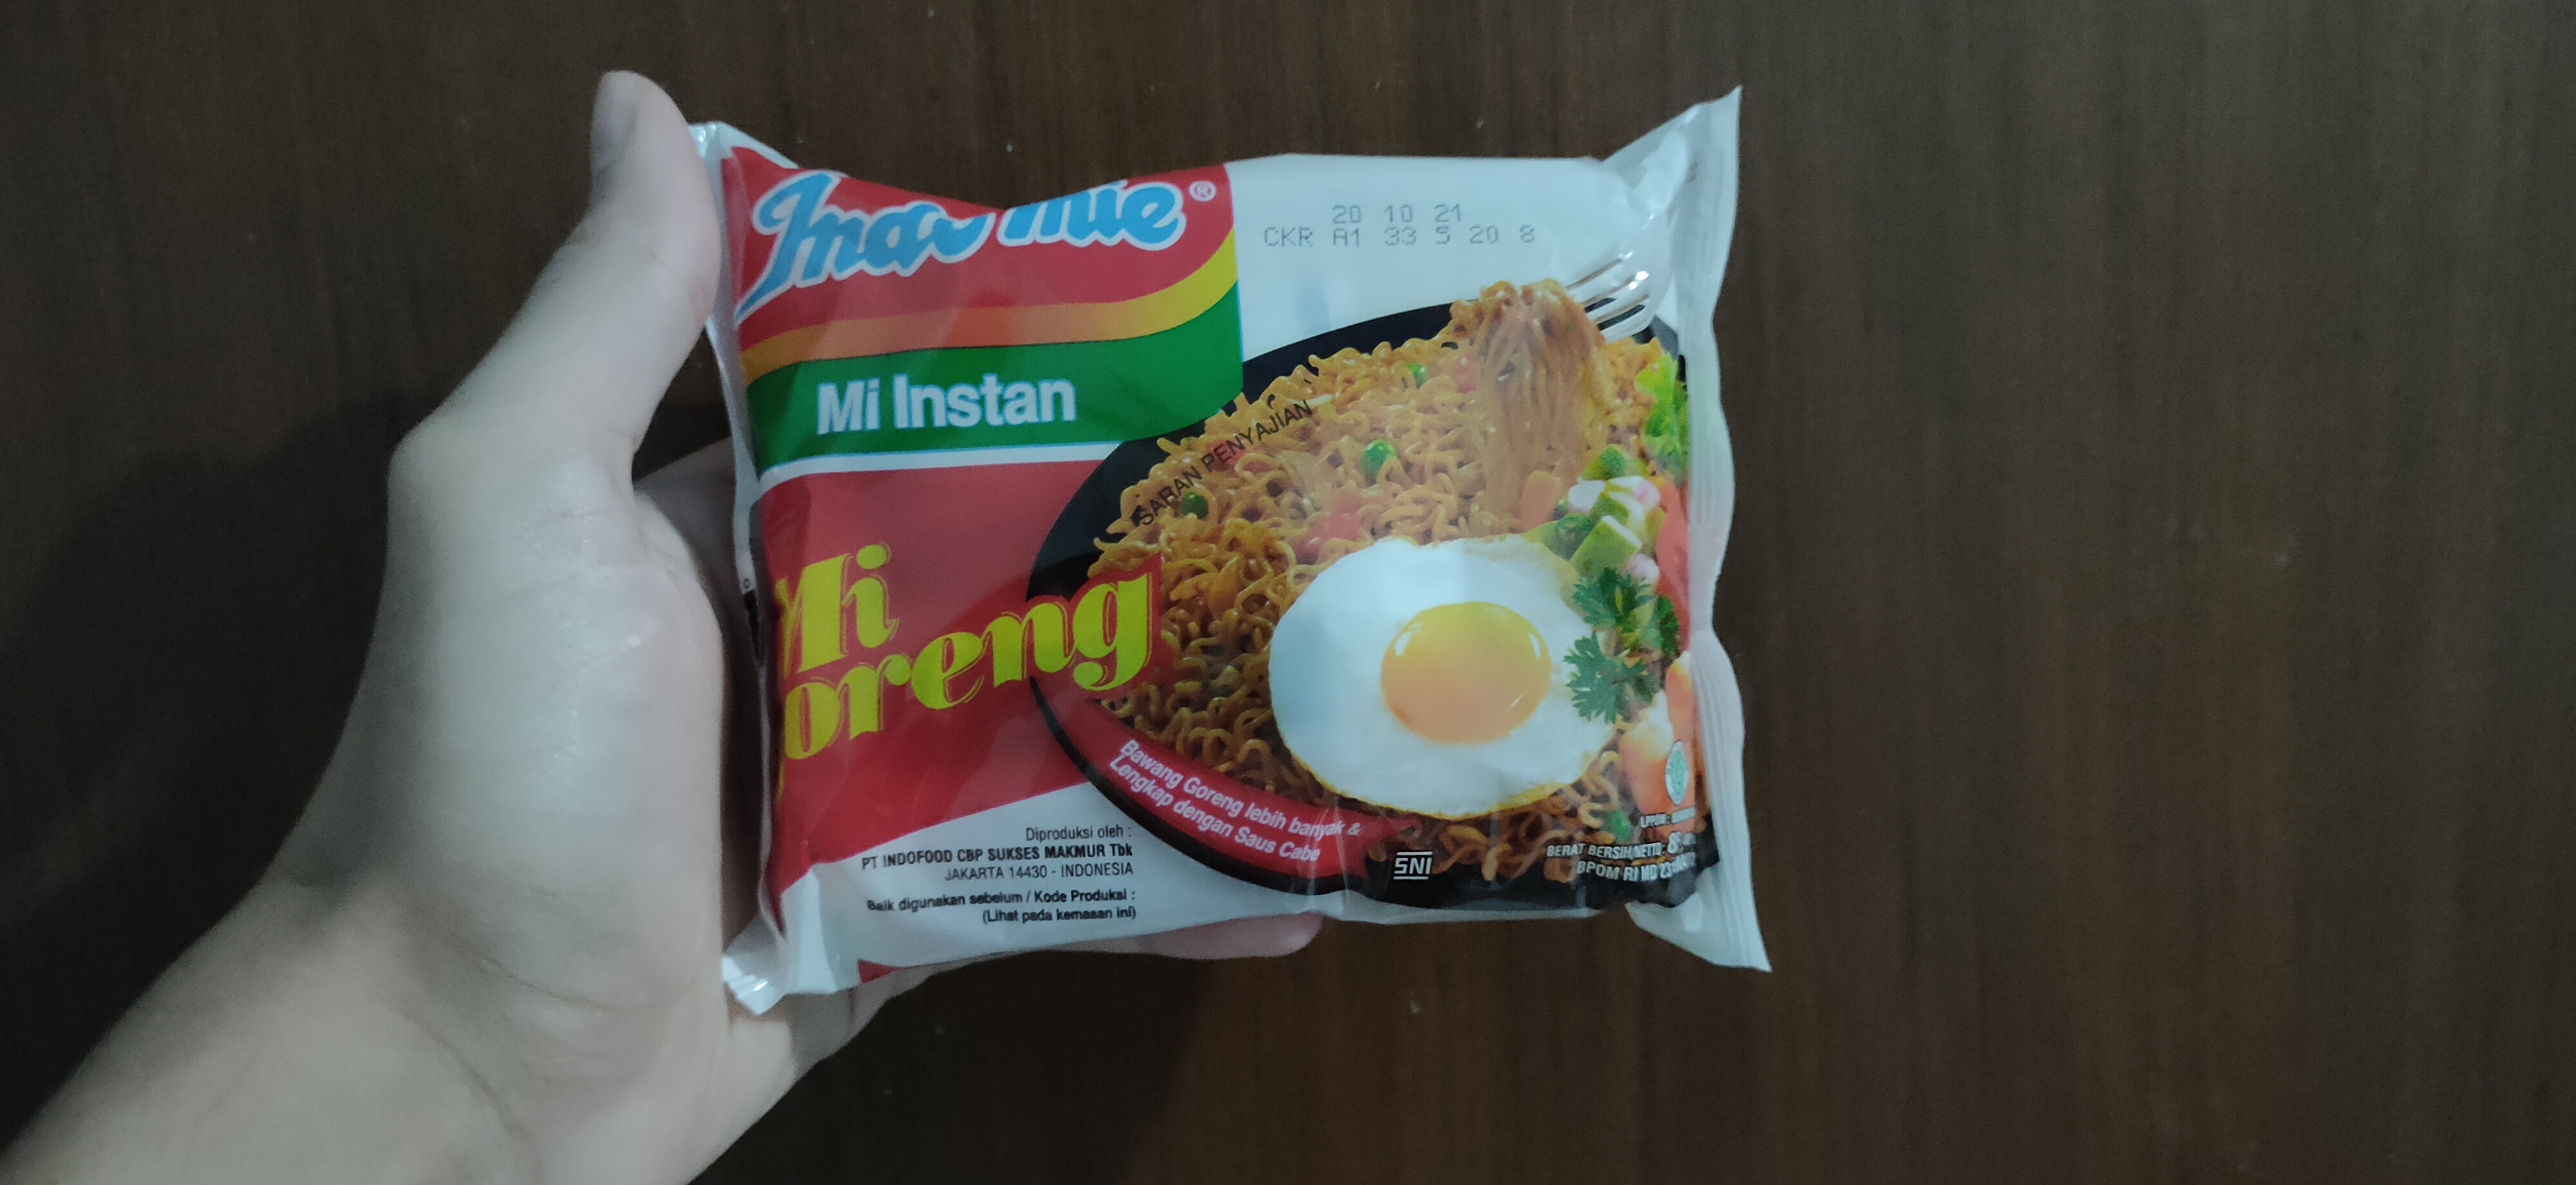 Indomie®
20 10 21
CKR A1 33 5 20 8
Mi Instan
SARAN PENYAJIAN
Mi
oreng
Bawang Goreng lebih banyak &
Lengkap dengan Saus Cabe
Diproduksi oleh :
PT INDOFOOD CBP SUKSES MAKMUR Tbk
JAKARTA 14430 - INDONESIA
Baik digunakan sebelum / Kode Produksi :
(Lihat pada kemasan ini)
SNI
BERAT BERSIH/NETTO :
BPOM RI MD